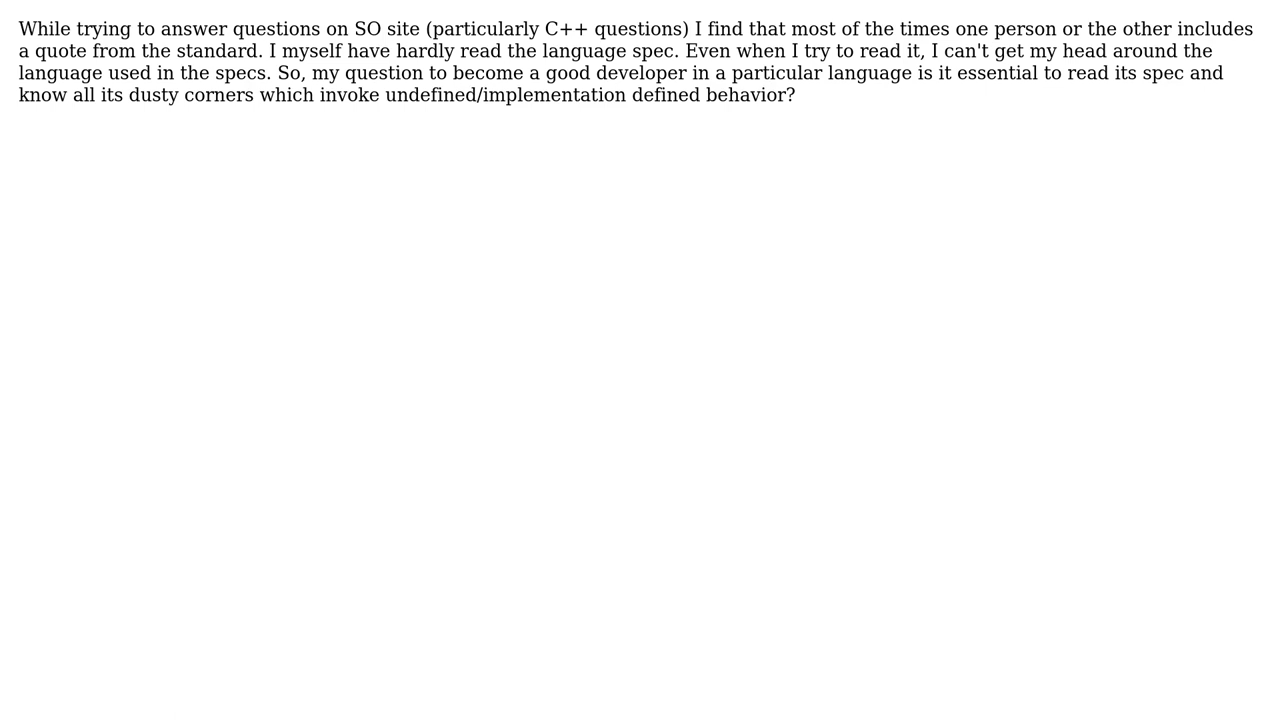 While trying to answer questions on SO site (particularly C++ questions) I find that most of the times one person or the other includes
a quote from the standard. I myself have hardly read the language spec. Even when I try to read it, I can't get my head around the
language used in the specs. So, my question to become a good developer in a particular language is it essential to read its spec and
know all its dusty corners which invoke undefined/implementation defined behavior?